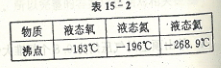 表 15-2
物质 液态氧 液态氮 液态氦
沸点 -183℃ -196℃ -268.9℃